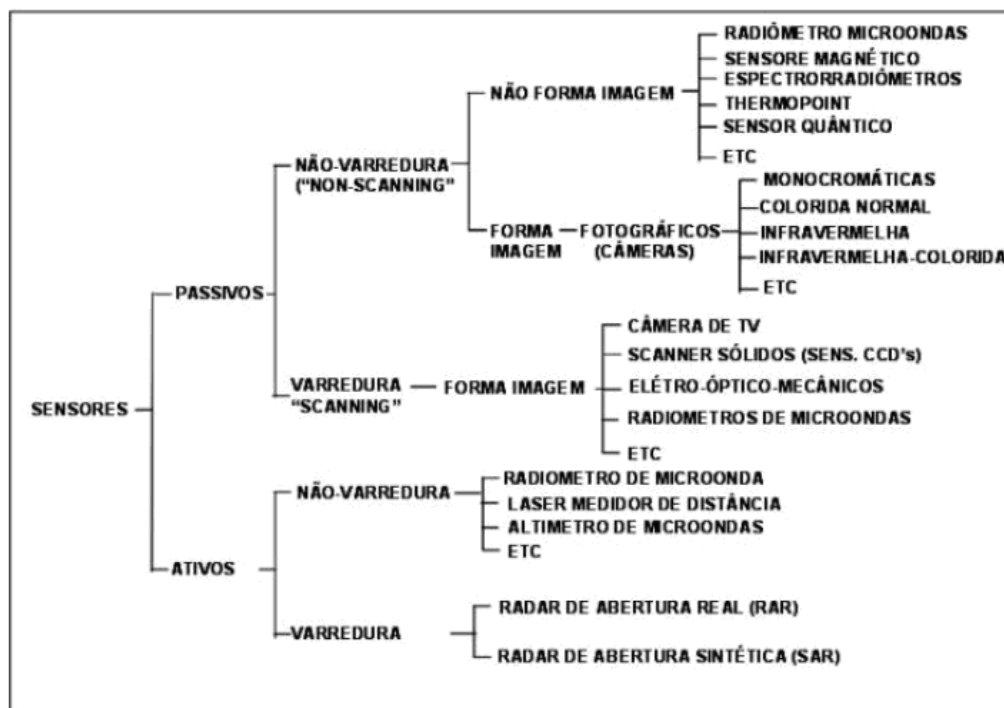 RADIÔMETRO MICROONDAS
SENSORE MAGNÉTICO
ESPECTRORRADIÔMETROS
NÃO FORMA IMAGEM
THERMOPOINT
SENSOR QUÂNTICO
ETC
NÃO-VARREDURA
("NON-SCANNING"
MONOCROMÁTICAS
COLORIDA NORMAL
FORMA
IMAGEM
FOTOGRÁFICOS
(CÂMERAS)
INFRAVERMELHA
INFRAVERMELHA-COLORIDA
ETC
PASSIVOS
CÂMERA DE TV
SCANNER SÓLIDOS (SENS. CCD's)
VARREDURA
"SCANNING"
FORMA IMAGEM
ELÉTRO-ÓPTICO-MECÂNICOS
RADIOMETROS DE MICROONDAS
ETC
SENSORES
NÃO-VARREDURA
RADIOMETRO DE MICROONDA
LASER MEDIDOR DE DISTÂNCIA
ALTIMETRO DE MICROONDAS
ETC
ATIVOS
RADAR DE ABERTURA REAL (RAR)
VARREDURA
RADAR DE ABERTURA SINTÉTICA (SAR)